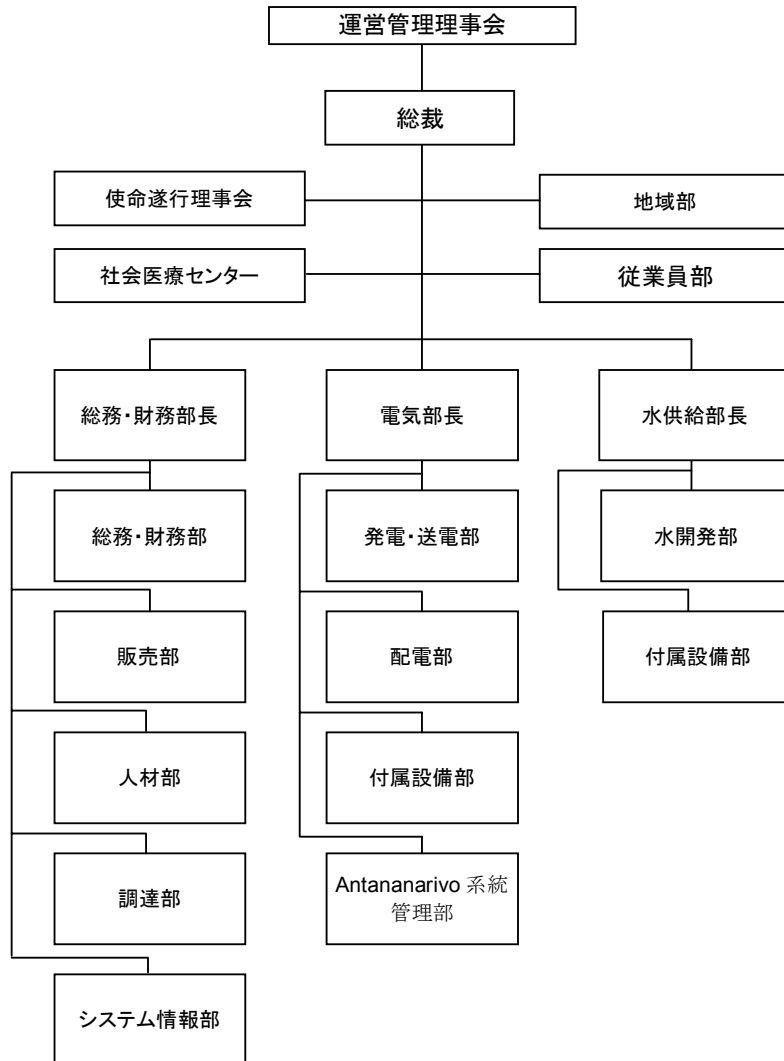 運営管理理事会
総裁
使命遂行理事会
地域部
社会医療センター
従業員部
総務・財務部長
電気部長
水供給部長
総務・財務部
発電・送電部
水開発部
販売部
配電部
付属設備部
人材部
付属設備部
調達部
Antananarivo 系統
管理部
システム情報部